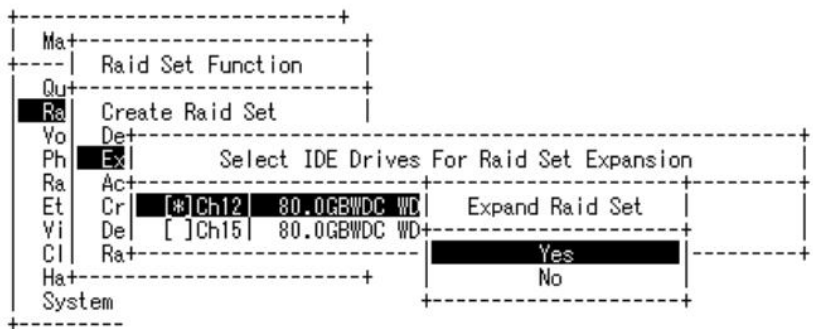 Ma
Raid Set Function
Qu
Ra Create Raid Set
Vo De
Ph Ex Select IDE Drives For Raid Set Expansion
Ra Ac
Et Cr [*]Ch12 80.0GBWDC WD Expand Raid Set
Vi De [ ]Ch15 80.0GBWDC WD
Cl Ra Yes
Ha No
System